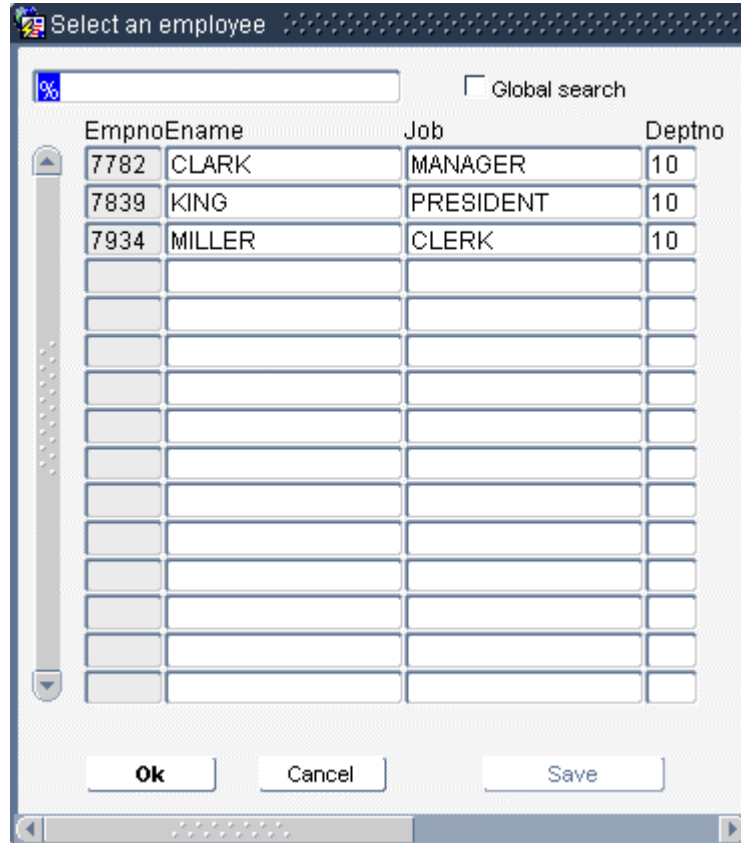 Select an employee
% Global search
Empno Ename Job Deptno
7782 CLARK MANAGER 10
7839 KING PRESIDENT 10
7934 MILLER CLERK 10
Ok Cancel Save